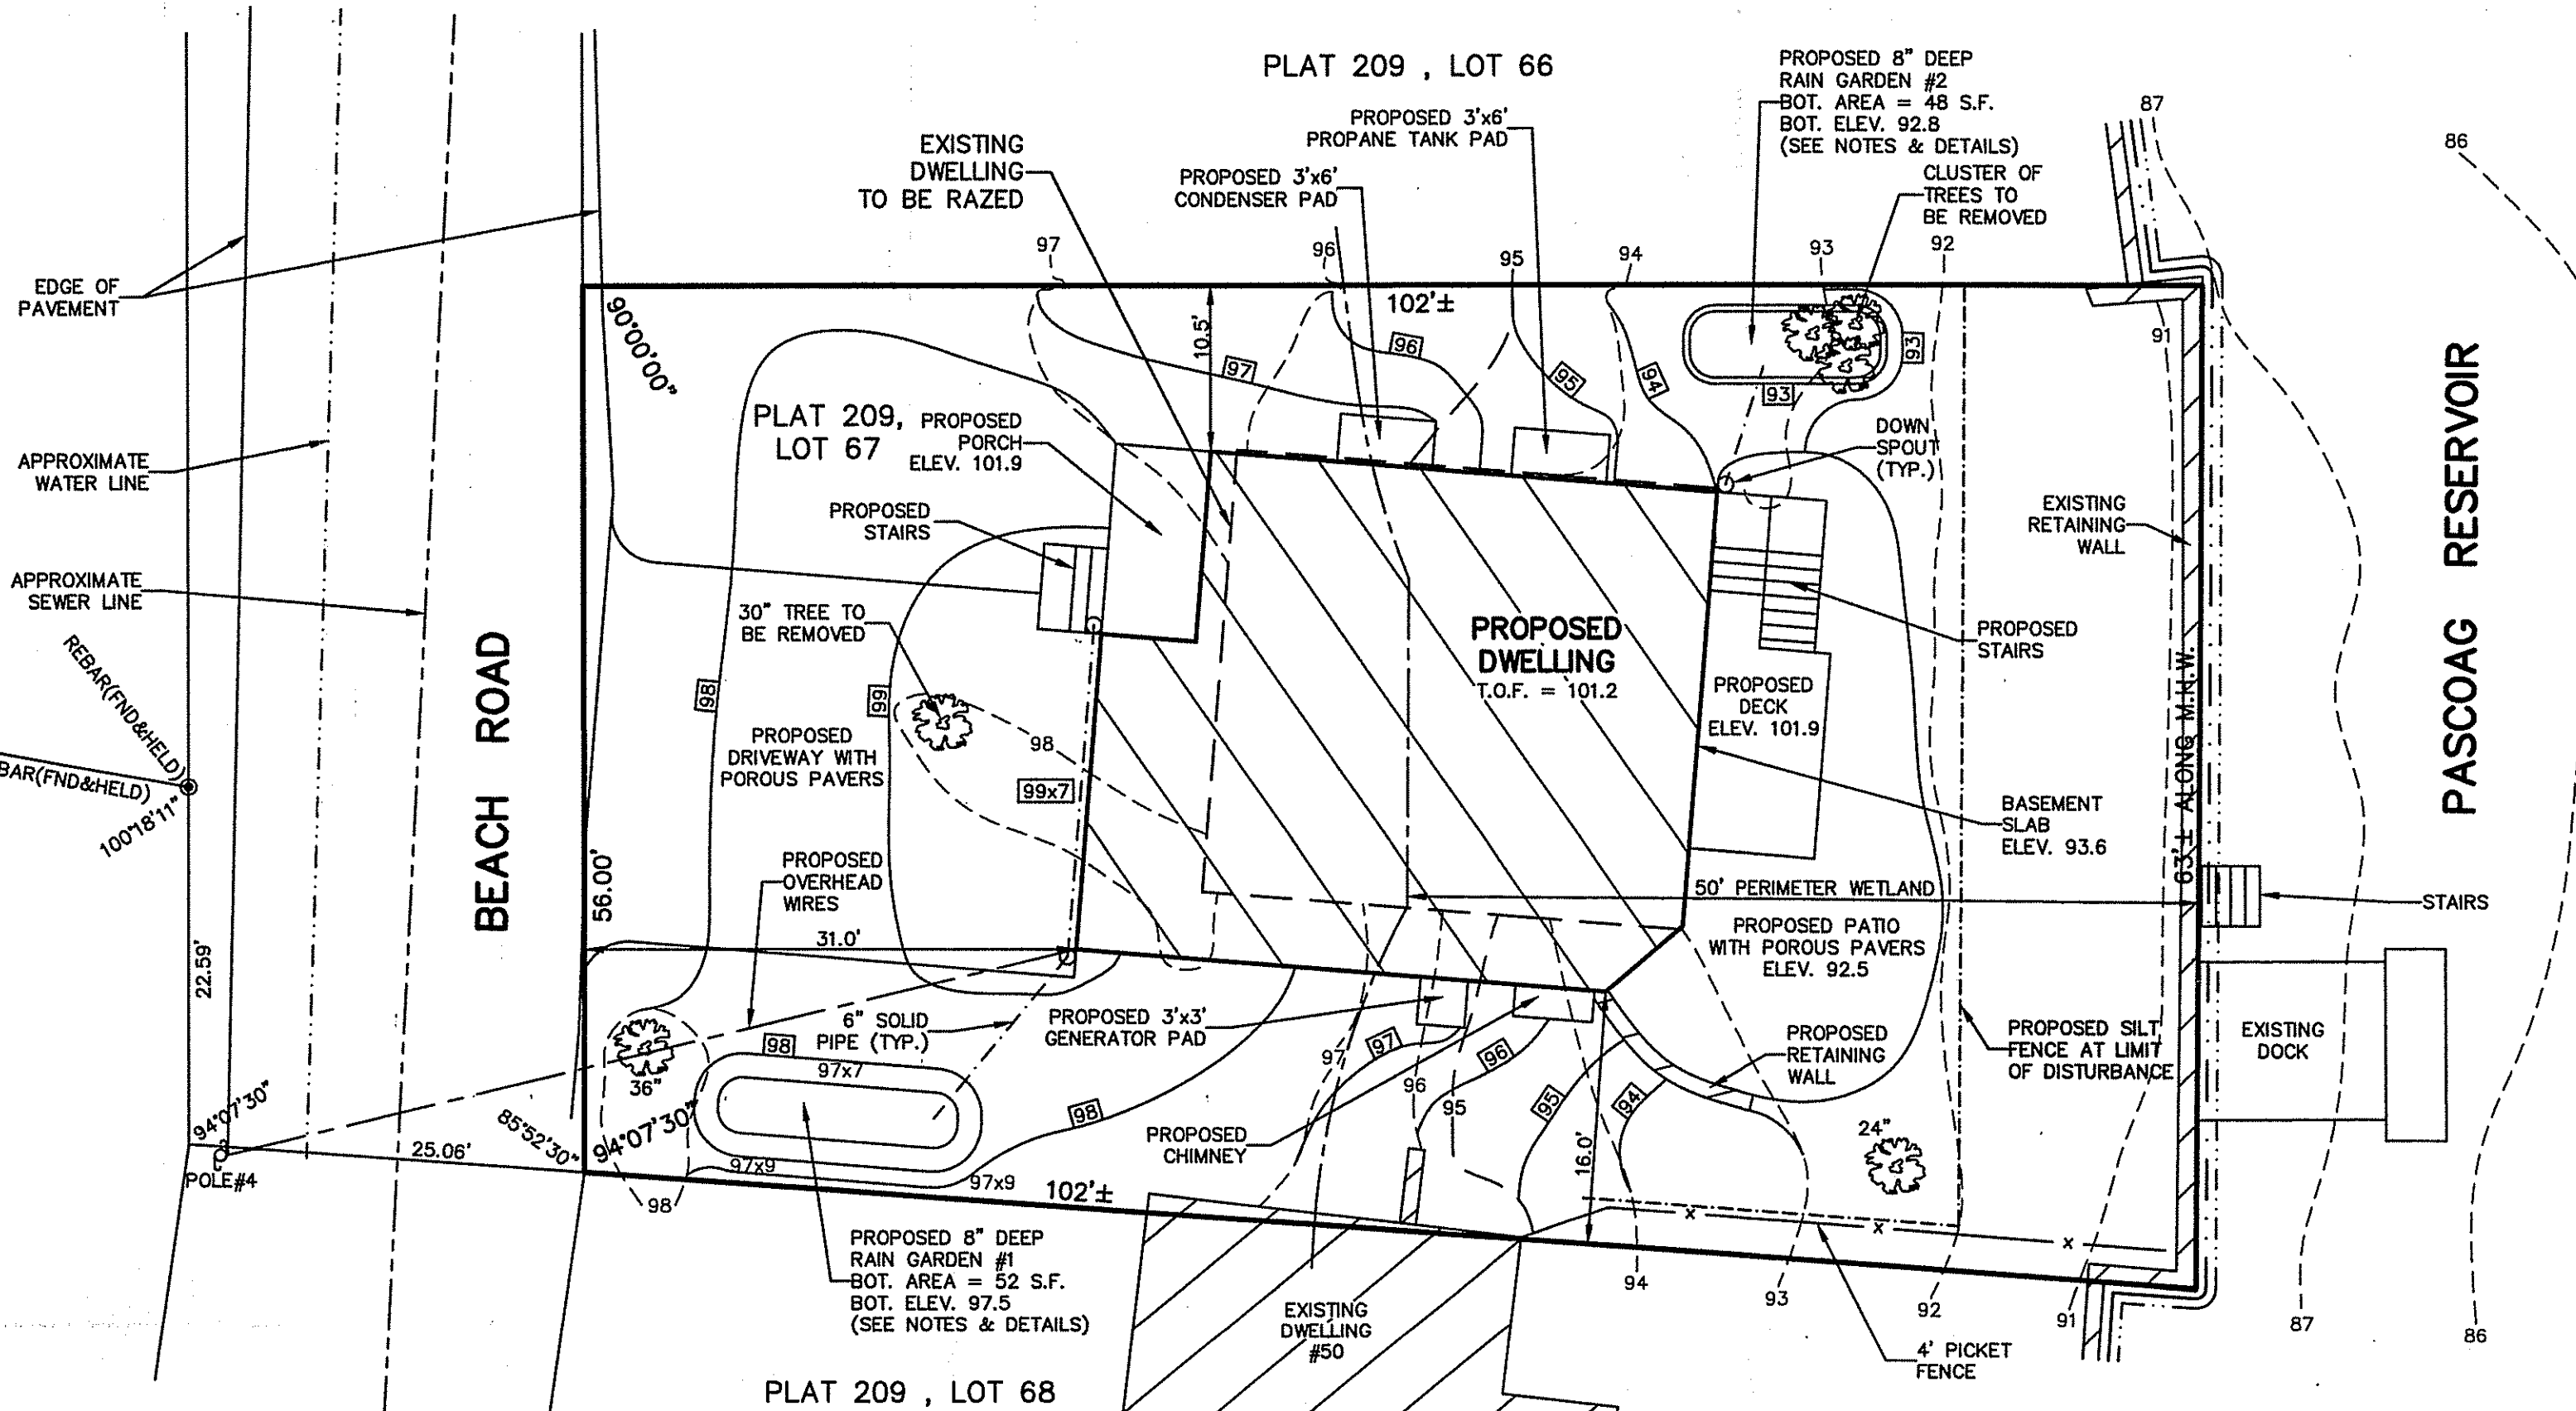 PLAT 209 , LOT 66
PROPOSED 8" DEEP
RAIN GARDEN #2
BOT. AREA = 48 S.F.
BOT. ELEV. 92.8
(SEE NOTES & DETAILS)
87
86
PROPOSED 3'x6'
PROPANE TANK PAD
EXISTING
DWELLING
TO BE RAZED
PROPOSED 3'x6'
CONDENSER PAD
CLUSTER OF
TREES TO
BE REMOVED
97
96
95
94
93
92
EDGE OF
PAVEMENT
90°00'00"
102'±
10.5'
97
96
95
94
93
93
91
PLAT 209,
LOT 67
PROPOSED
PORCH
ELEV. 101.9
DOWN
SPOUT
(TYP.)
APPROXIMATE
WATER LINE
PROPOSED
STAIRS
EXISTING
RETAINING
WALL
PASCOAG RESERVOIR
APPROXIMATE
SEWER LINE
30" TREE TO
BE REMOVED
PROPOSED
DWELLING
T.O.F. = 101.2
PROPOSED
STAIRS
REBAR(FND&HELD)
BAR(FND&HELD)
100°18'11"
BEACH ROAD
98
99
98
PROPOSED
DRIVEWAY WITH
POROUS PAVERS
99x7
PROPOSED
DECK
ELEV. 101.9
63'± ALONG M.H.W.
BASEMENT
SLAB
ELEV. 93.6
PROPOSED
OVERHEAD
WIRES
56.00'
31.0'
50' PERIMETER WETLAND
STAIRS
PROPOSED PATIO
WITH POROUS PAVERS
ELEV. 92.5
22.59'
6" SOLID
PIPE (TYP.)
PROPOSED 3'x3'
GENERATOR PAD
PROPOSED
RETAINING
WALL
PROPOSED SILT
FENCE AT LIMIT
OF DISTURBANCE
EXISTING
DOCK
36"
98
97x7
98
97
97
96
96
95
95
94
24"
94°07'30"
25.06'
85°52'30"
94°07'30"
POLE#4
98
97x9
97x9
102'±
PROPOSED
CHIMNEY
16.0'
PROPOSED 8" DEEP
RAIN GARDEN #1
BOT. AREA = 52 S.F.
BOT. ELEV. 97.5
(SEE NOTES & DETAILS)
EXISTING
DWELLING
#50
94
93
92
91
87
86
x
x
x
4' PICKET
FENCE
PLAT 209 , LOT 68